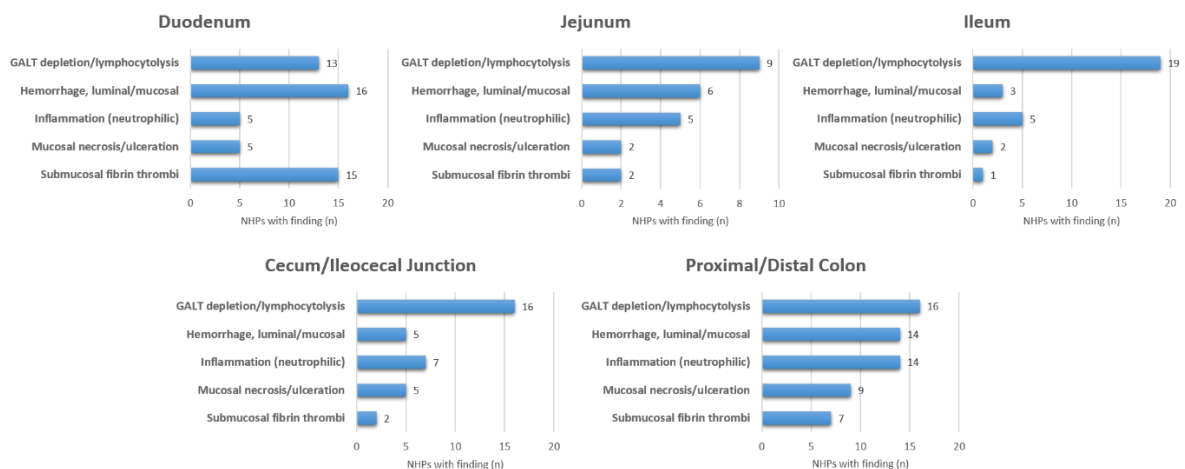 Duodenum
GALT depletion/lymphocytolysis 13
Hemorrhage, luminal/mucosal 16
Inflammation (neutrophilic) 5
Mucosal necrosis/ulceration 5
Submucosal fibrin thrombi 15
0 5 10 15 20
NHPs with finding (n)
Jejunum
GALT depletion/lymphocytolysis 9
Hemorrhage, luminal/mucosal 6
Inflammation (neutrophilic) 5
Mucosal necrosis/ulceration 2
Submucosal fibrin thrombi 2
0 2 4 6 8 10
NHPs with finding (n)
Ileum
GALT depletion/lymphocytolysis 19
Hemorrhage, luminal/mucosal 3
Inflammation (neutrophilic) 5
Mucosal necrosis/ulceration 2
Submucosal fibrin thrombi 1
0 5 10 15 20
NHPs with finding (n)
Cecum/Ileocecal Junction
GALT depletion/lymphocytolysis 16
Hemorrhage, luminal/mucosal 5
Inflammation (neutrophilic) 7
Mucosal necrosis/ulceration 5
Submucosal fibrin thrombi 2
0 5 10 15 20
NHPs with finding (n)
Proximal/Distal Colon
GALT depletion/lymphocytolysis 16
Hemorrhage, luminal/mucosal 14
Inflammation (neutrophilic) 14
Mucosal necrosis/ulceration 9
Submucosal fibrin thrombi 7
0 5 10 15 20
NHPs with finding (n)